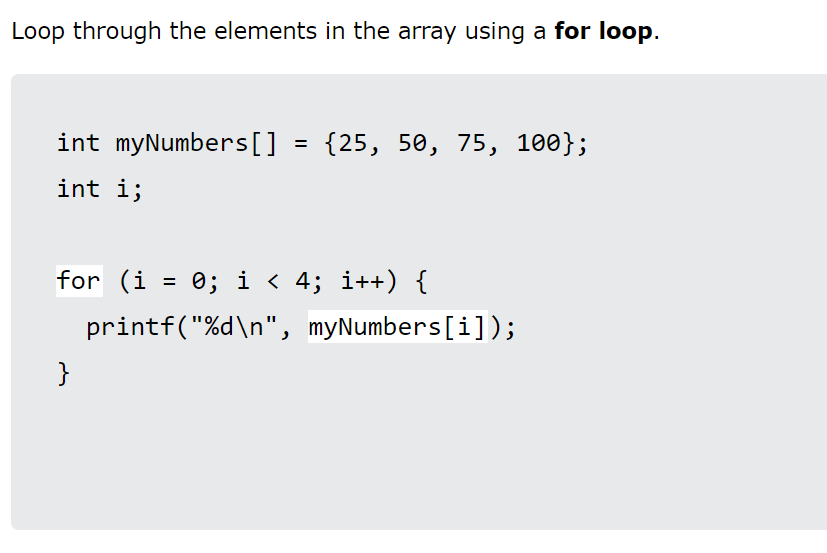 Loop through the elements in the array using a for loop.
int myNumbers[] = {25, 50, 75, 100};
int i;
for (i = 0; i < 4; i++) {
printf("%d\n", myNumbers[i]);
}